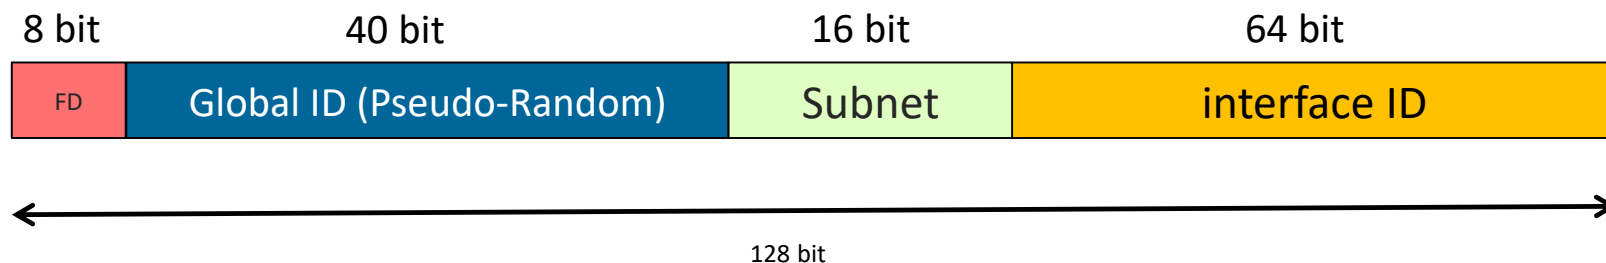 8 bit 40 bit 16 bit 64 bit
FD Global ID (Pseudo-Random) Subnet interface ID
128 bit